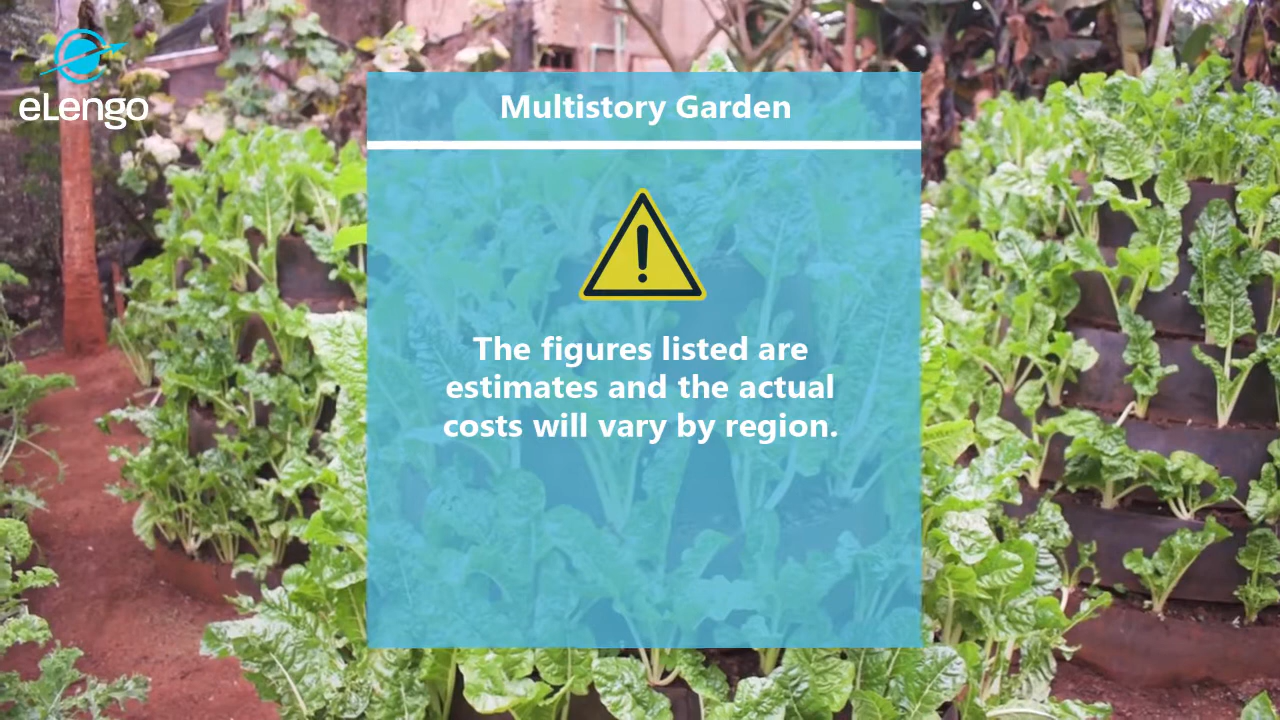 eLengo
Multistory Garden
The figures listed are
estimates and the actual
costs will vary by region.